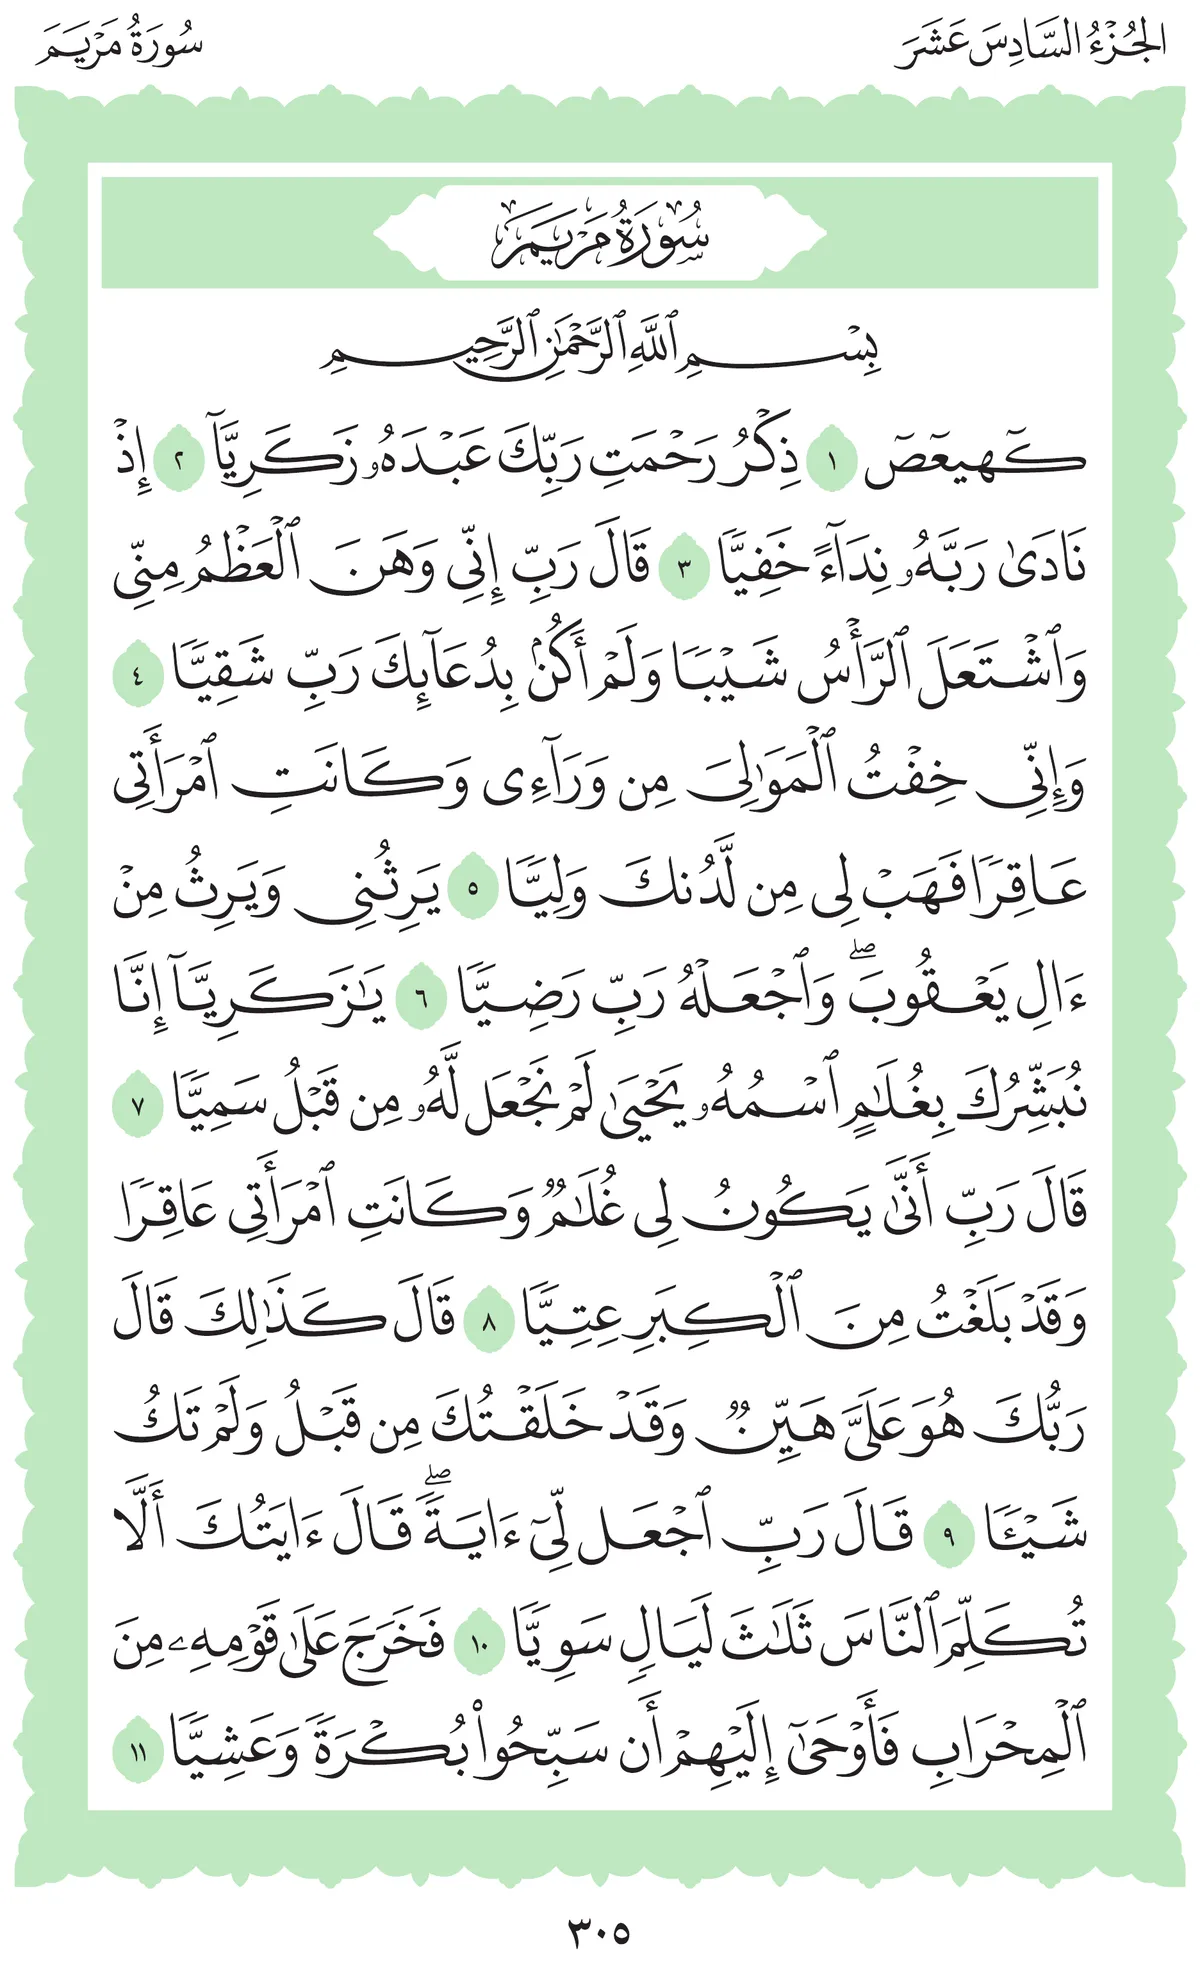 الجُزْءُ السَّادِسَ عَشَرَ
سُورَةُ مَرْيَمَ
سُورَةُ مَرْيَمَ
بِسْمِ ٱللَّهِ ٱلرَّحْمَٰنِ ٱلرَّحِيمِ
كٓهيعٓصٓ ١ ذِكْرُ رَحْمَتِ رَبِّكَ عَبْدَهُۥ زَكَرِيَّآ ٢ إِذْ
نَادَىٰ رَبَّهُۥ نِدَآءً خَفِيًّا ٣ قَالَ رَبِّ إِنِّى وَهَنَ ٱلْعَظْمُ مِنِّى
وَٱشْتَعَلَ ٱلرَّأْسُ شَيْبًا وَلَمْ أَكُنۢ بِدُعَآئِكَ رَبِّ شَقِيًّا ٤
وَإِنِّى خِفْتُ ٱلْمَوَٰلِىَ مِن وَرَآءِى وَكَانَتِ ٱمْرَأَتِى
عَاقِرًا فَهَبْ لِى مِن لَّدُنكَ وَلِيًّا ٥ يَرِثُنِى وَيَرِثُ مِنْ
ءَالِ يَعْقُوبَ ۖ وَٱجْعَلْهُ رَبِّ رَضِيًّا ٦ يَٰزَكَرِيَّآ إِنَّا
نُبَشِّرُكَ بِغُلَٰمٍ ٱسْمُهُۥ يَحْيَىٰ لَمْ نَجْعَل لَّهُۥ مِن قَبْلُ سَمِيًّا ٧
قَالَ رَبِّ أَنَّىٰ يَكُونُ لِى غُلَٰمٌ وَكَانَتِ ٱمْرَأَتِى عَاقِرًا
وَقَدْ بَلَغْتُ مِنَ ٱلْكِبَرِ عِتِيًّا ٨ قَالَ كَذَٰلِكَ قَالَ
رَبُّكَ هُوَ عَلَىَّ هَيِّنٌ وَقَدْ خَلَقْتُكَ مِن قَبْلُ وَلَمْ تَكُ
شَيْـًٔا ٩ قَالَ رَبِّ ٱجْعَل لِّىٓ ءَايَةً ۖ قَالَ ءَايَتُكَ أَلَّا
تُكَلِّمَ ٱلنَّاسَ ثَلَٰثَ لَيَالٍ سَوِيًّا ١٠ فَخَرَجَ عَلَىٰ قَوْمِهِۦ مِنَ
ٱلْمِحْرَابِ فَأَوْحَىٰٓ إِلَيْهِمْ أَن سَبِّحُوا۟ بُكْرَةً وَعَشِيًّا ١١
٣٠٥